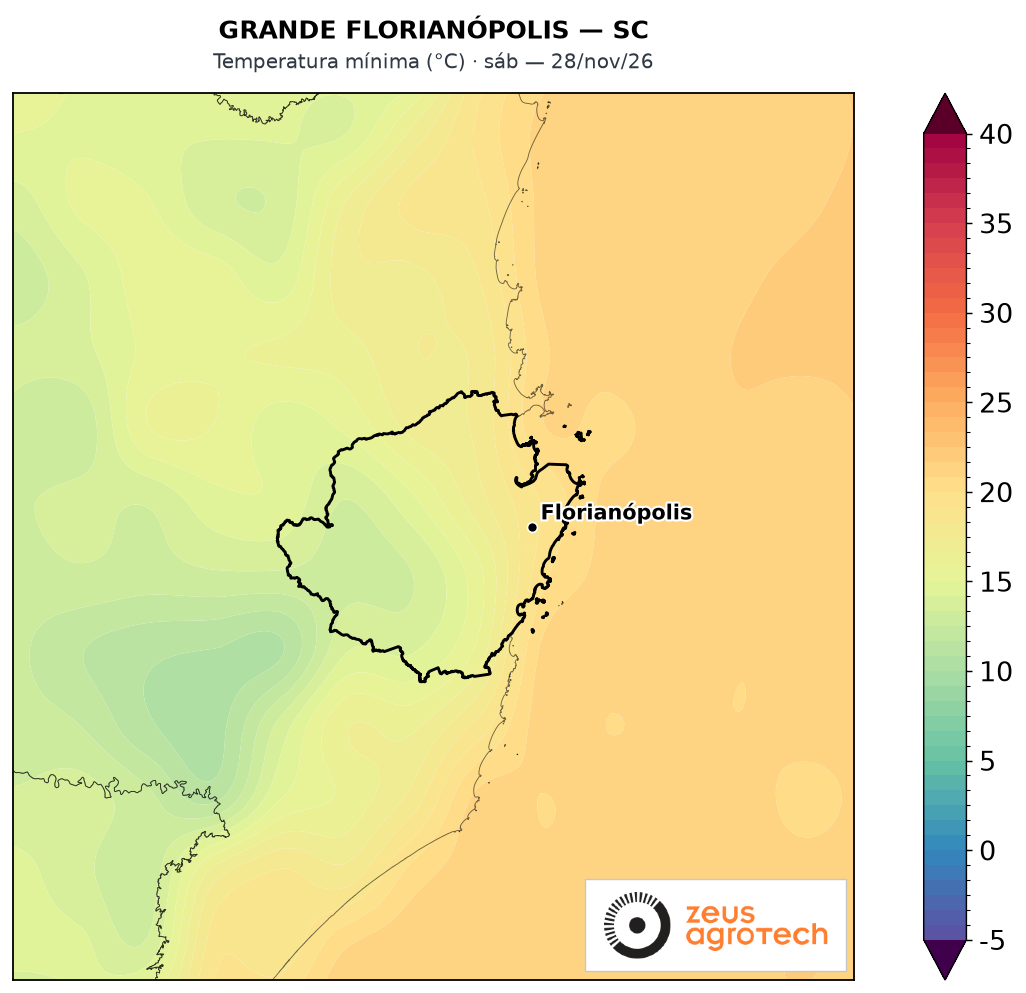 GRANDE FLORIANÓPOLIS — SC
Temperatura mínima (°C) · sáb — 28/nov/26
40
35
30
25
20
15
10
5
0
-5
Florianópolis
zeus
agrotech